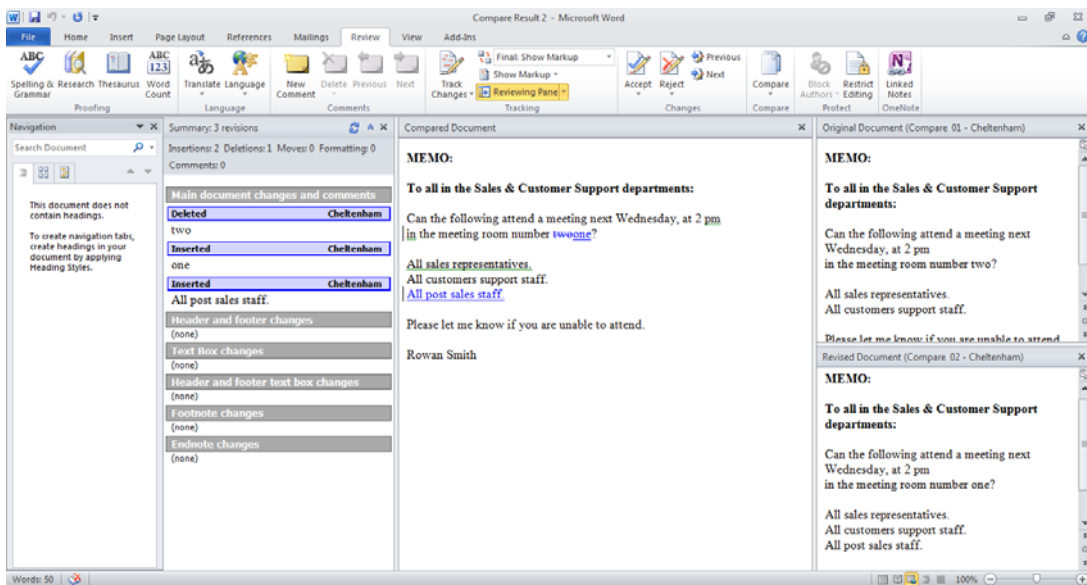 Compare Result 2 - Microsoft Word
File Home Insert Page Layout References Mailings Review View Add-Ins
ABC
ABC
123
Spelling & Grammar
Research
Thesaurus
Word Count
Translate
Language
New Comment
Delete
Previous
Next
Track Changes
Final: Show Markup
Show Markup
Reviewing Pane
Accept
Reject
Previous
Next
Compare
Block Authors
Restrict Editing
Linked Notes
Proofing Language Comments Tracking Changes Compare Protect OneNote
Navigation
Search Document
This document does not
contain headings.
To create navigation tabs,
create headings in your
document by applying
Heading Styles.
Summary: 3 revisions
Insertions: 2 Deletions: 1 Moves: 0 Formatting: 0
Comments: 0
Main document changes and comments
Deleted Cheltenham
two
Inserted Cheltenham
one
Inserted Cheltenham
All post sales staff.
Header and footer changes
(none)
Text Box changes
(none)
Header and footer text box changes
(none)
Footnote changes
(none)
Endnote changes
(none)
Compared Document
MEMO:
To all in the Sales & Customer Support departments:
Can the following attend a meeting next Wednesday, at 2 pm
in the meeting room number twoone?
All sales representatives.
All customers support staff.
All post sales staff.
Please let me know if you are unable to attend.
Rowan Smith
Original Document (Compare 01 - Cheltenham)
MEMO:
To all in the Sales & Customer Support
departments:
Can the following attend a meeting next
Wednesday, at 2 pm
in the meeting room number two?
All sales representatives.
All customers support staff.
Please let me know if you are unable to attend
Revised Document (Compare 02 - Cheltenham)
MEMO:
To all in the Sales & Customer Support
departments:
Can the following attend a meeting next
Wednesday, at 2 pm
in the meeting room number one?
All sales representatives.
All customers support staff.
All post sales staff.
Words: 50
100%